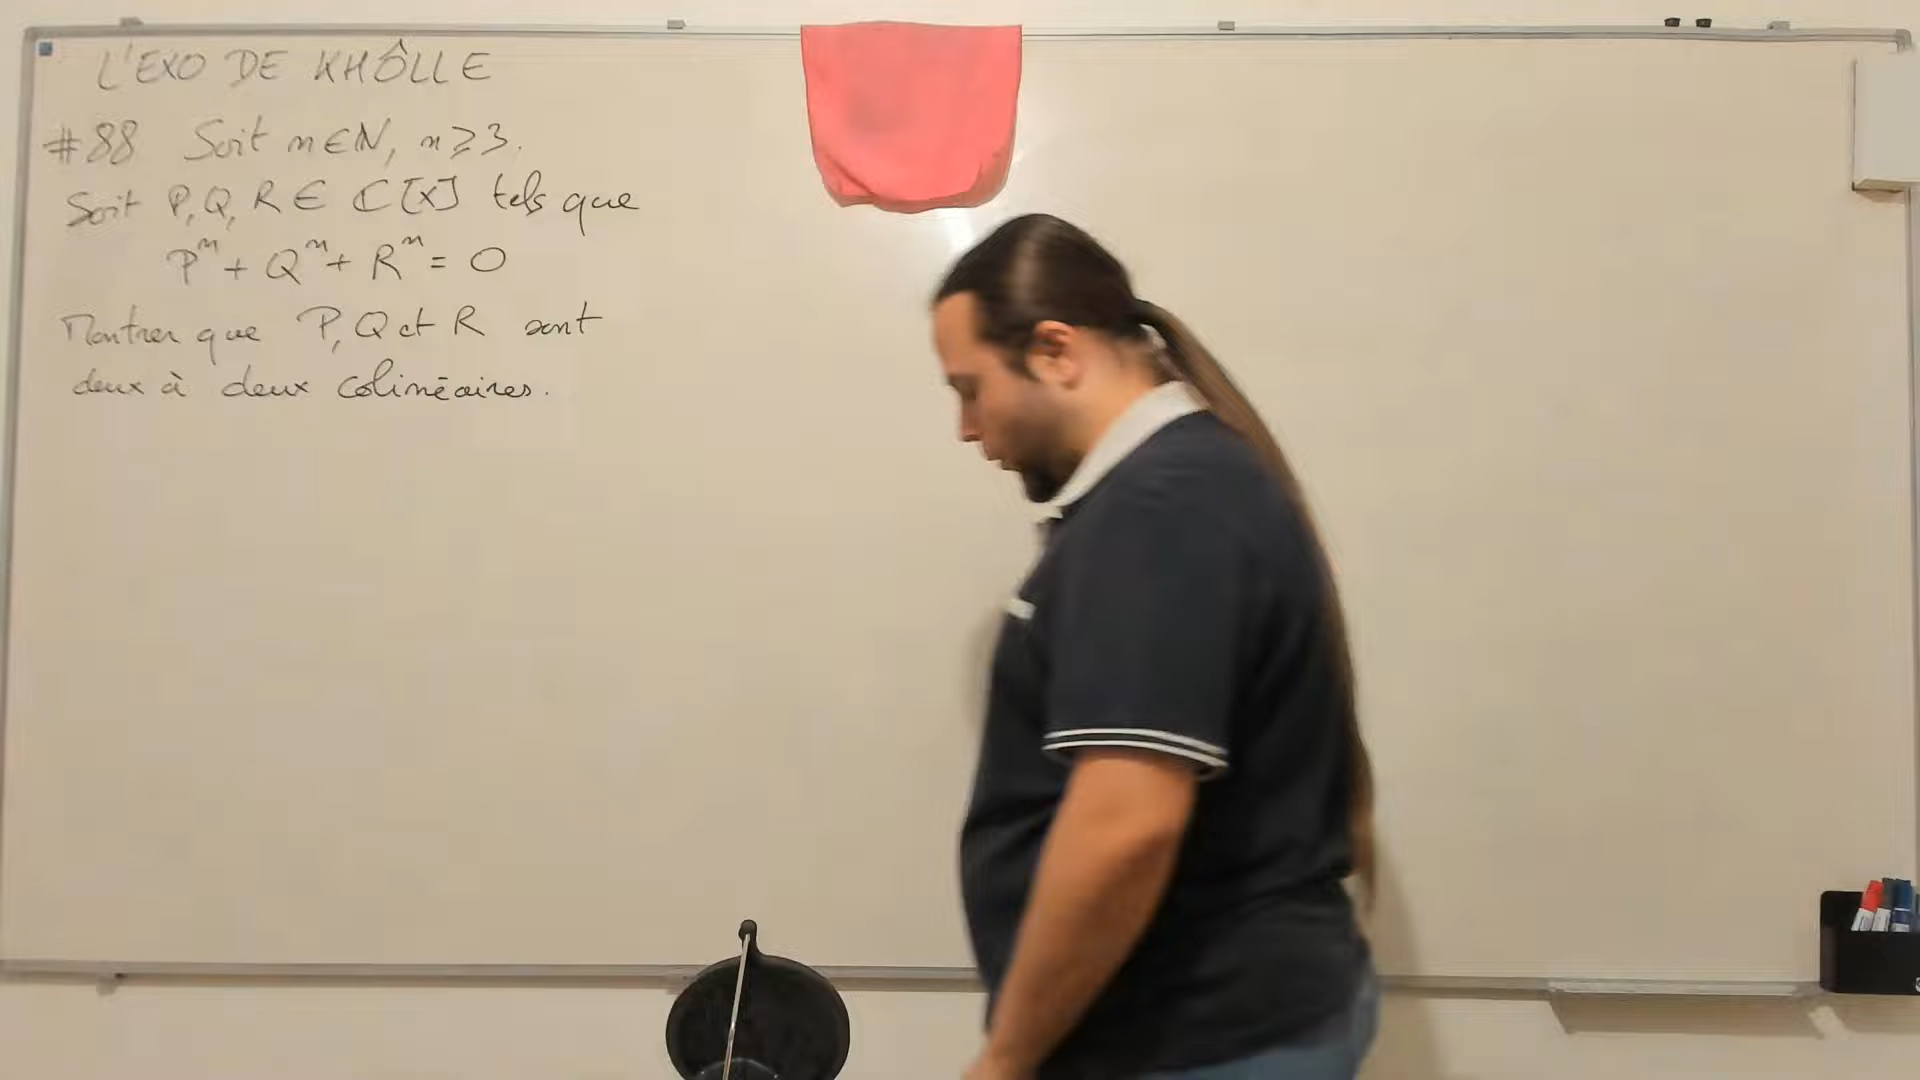 L'EXO DE KHÔLLE
#88 Soit n∈ℕ, n≥3.
Soit P, Q, R ∈ ℂ[X] tels que
Pⁿ + Qⁿ + Rⁿ = 0
Montrer que P, Q et R sont
deux à deux colinéaires.